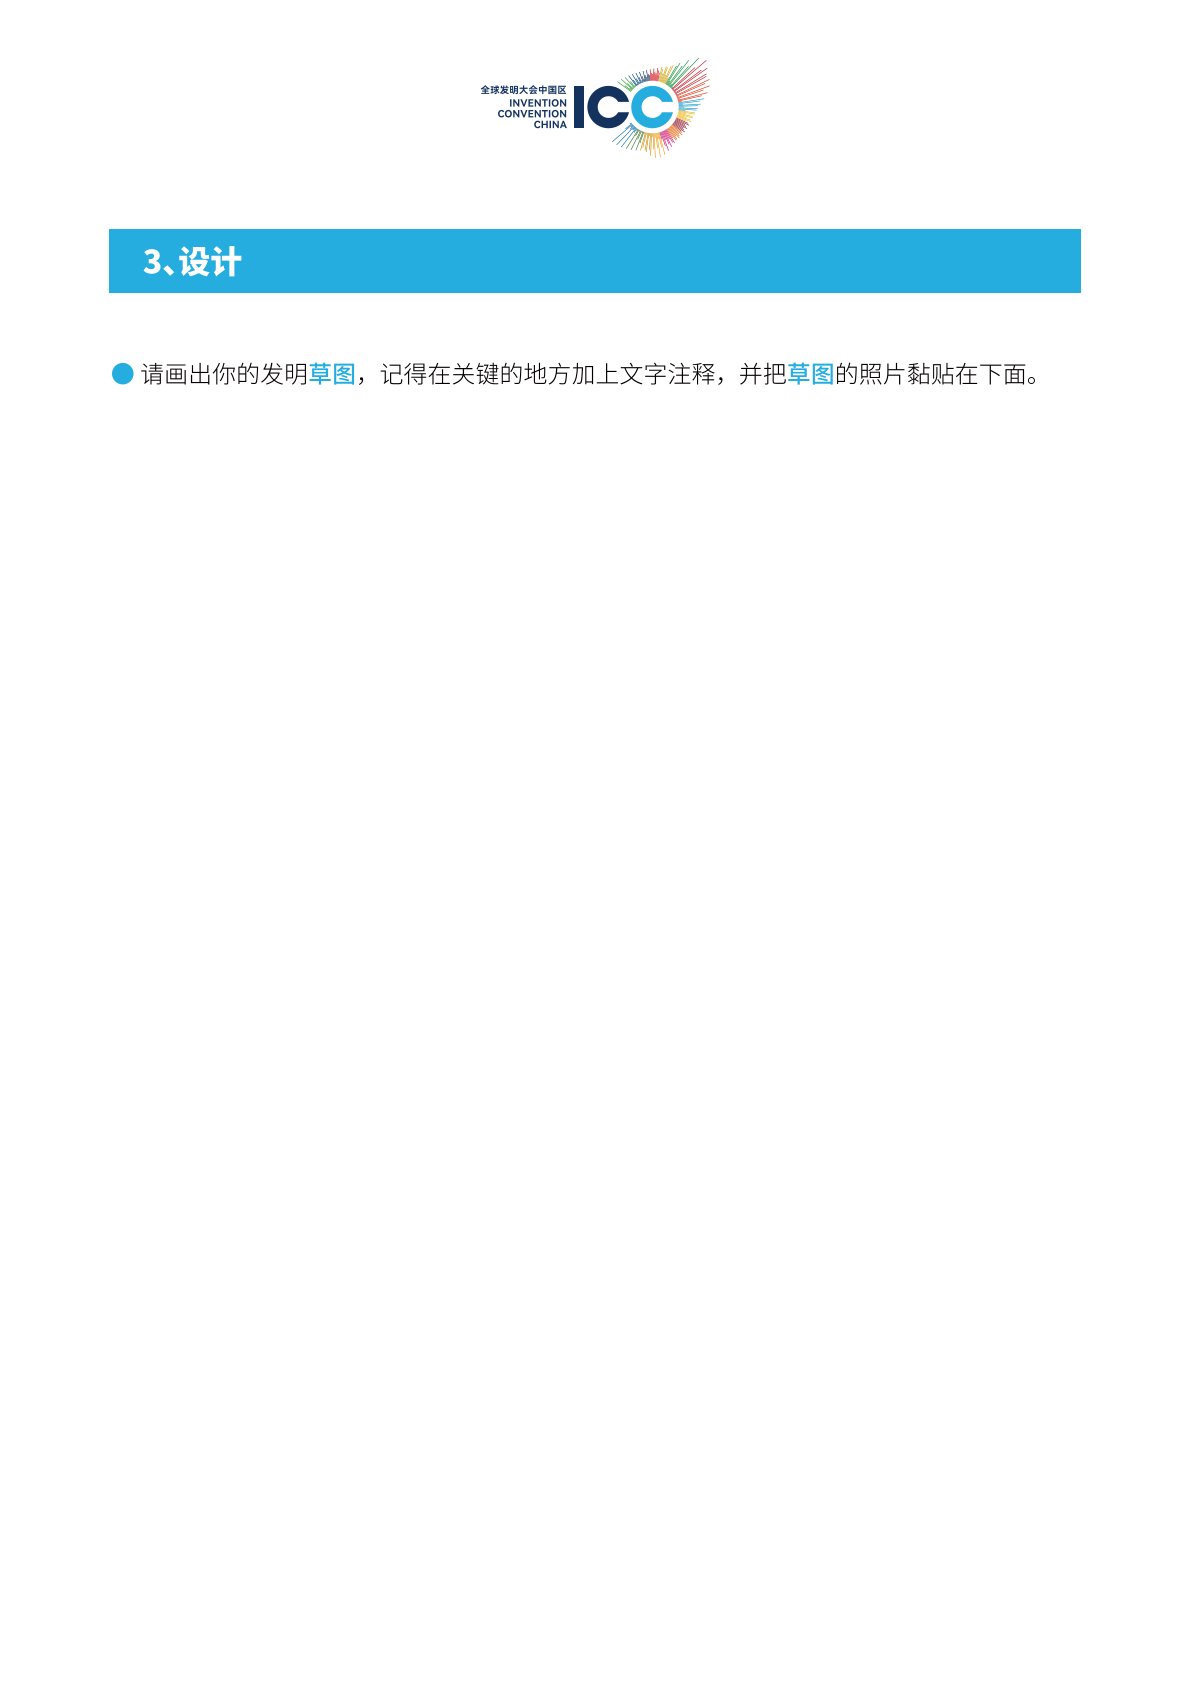 全球发明大会中国区
INVENTION
CONVENTION
CHINA
ICC
3、设计
请画出你的发明草图，记得在关键的地方加上文字注释，并把草图的照片黏贴在下面。